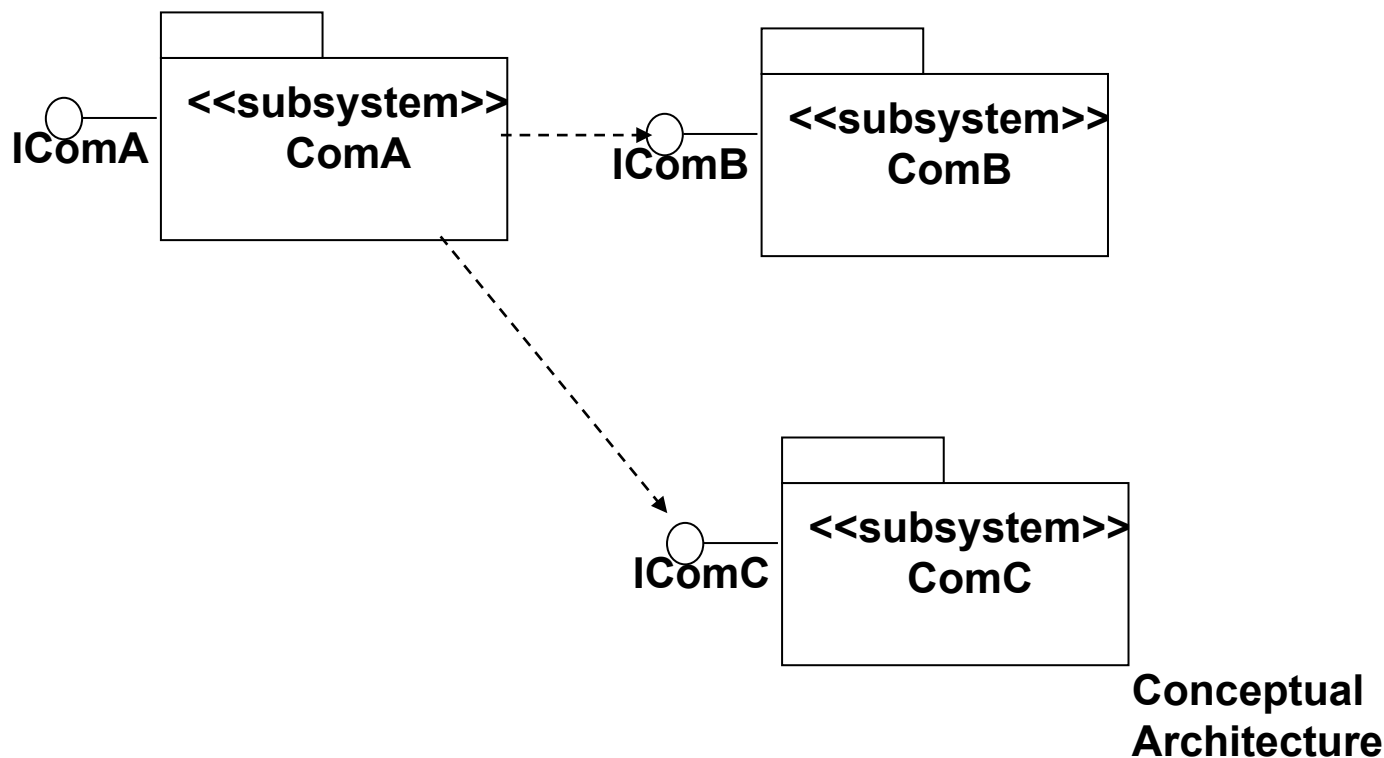 <<subsystem>>
ComA
IComA
<<subsystem>>
ComB
IComB
<<subsystem>>
ComC
IComC
Conceptual
Architecture